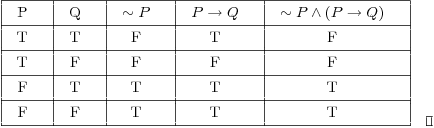 P Q ∼ P P → Q ∼ P ∧ (P → Q)
T T F T F
T F F F F
F T T T T
F F T T T